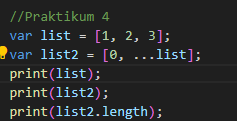 //Praktikum 4
var list = [1, 2, 3];
var list2 = [0, ...list];
print(list);
print(list2);
print(list2.length);